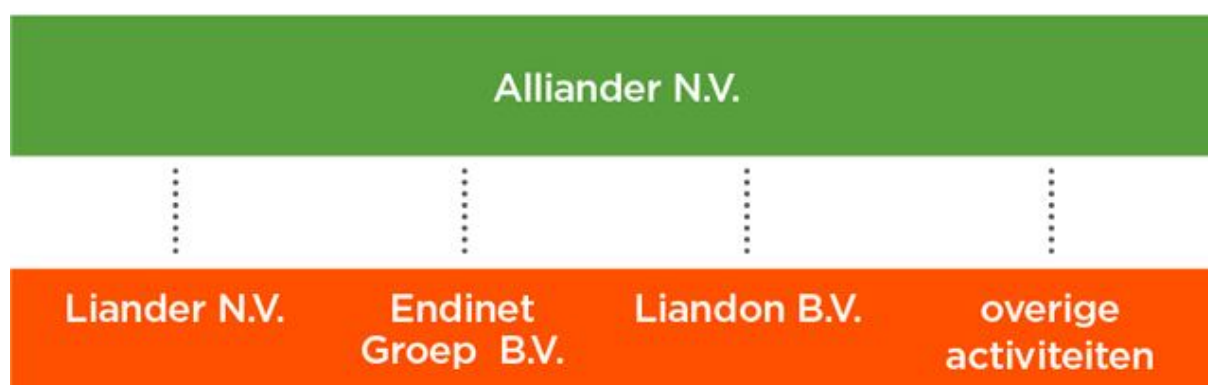 Alliander N.V.
Liander N.V.
Endinet
Groep B.V.
Liandon B.V.
overige
activiteiten